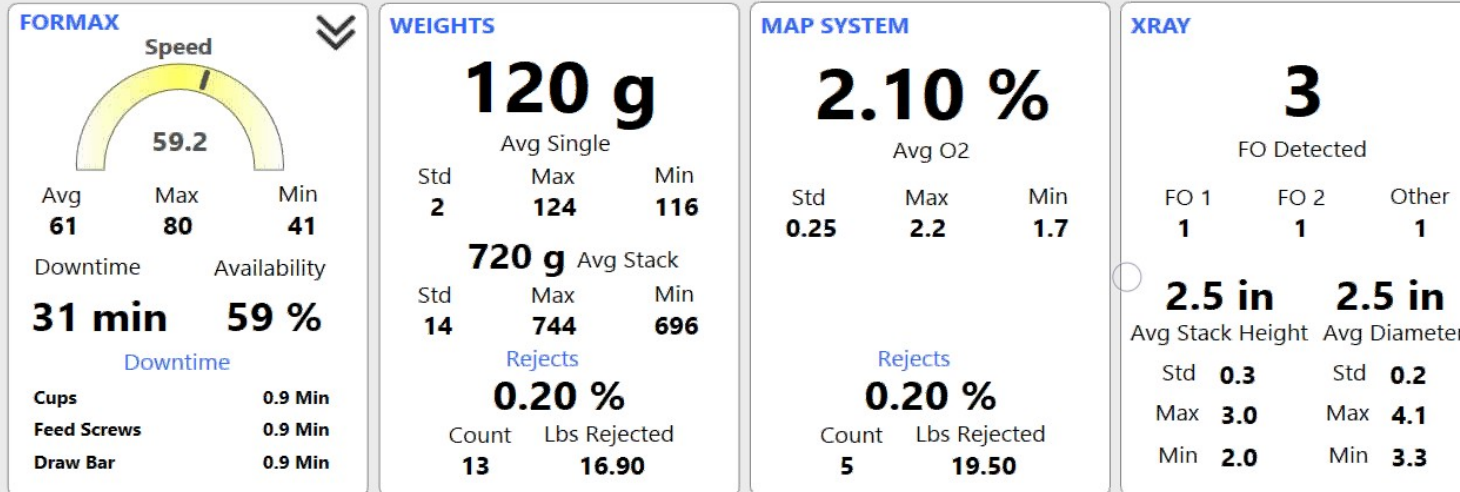 FORMAX
Speed
59.2
Avg Max Min
61 80 41
Downtime Availability
31 min 59 %
Downtime
Cups 0.9 Min
Feed Screws 0.9 Min
Draw Bar 0.9 Min
WEIGHTS
120 g
Avg Single
Std Max Min
2 124 116
720 g Avg Stack
Std Max Min
14 744 696
Rejects
0.20 %
Count Lbs Rejected
13 16.90
MAP SYSTEM
2.10 %
Avg O2
Std Max Min
0.25 2.2 1.7
Rejects
0.20 %
Count Lbs Rejected
5 19.50
XRAY
3
FO Detected
FO 1 FO 2 Other
1 1 1
2.5 in 2.5 in
Avg Stack Height Avg Diameter
Std 0.3 Std 0.2
Max 3.0 Max 4.1
Min 2.0 Min 3.3